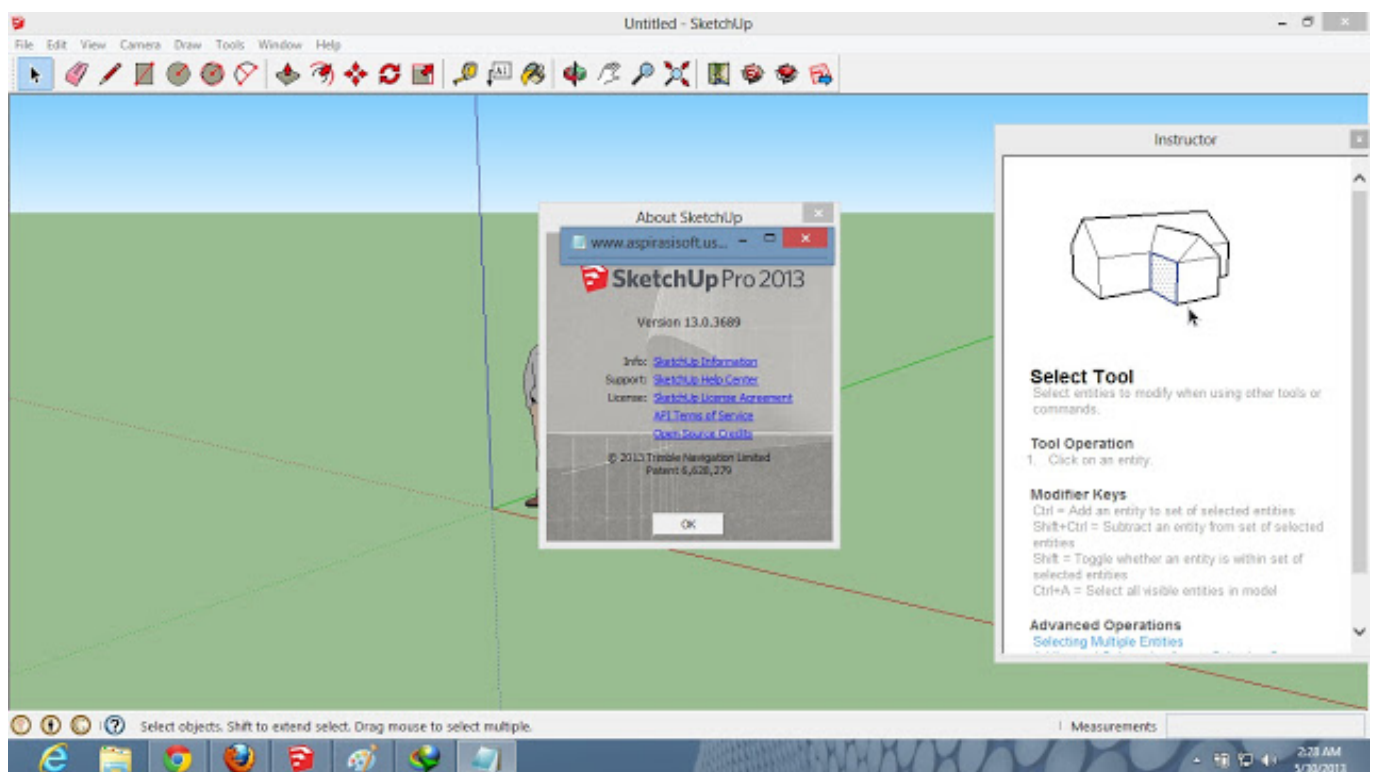 Untitled - SketchUp
File Edit View Camera Draw Tools Window Help
Instructor
About SketchUp
www.aspirasisoft.us...
SketchUp Pro 2013
Version 13.0.3689
Info: SketchUp Information
Support: SketchUp Help Center
License: SketchUp License Agreement
API Terms of Service
Open Source Credits
© 2013 Trimble Navigation Limited
Patent 6,628,279
OK
Select Tool
Select entities to modify when using other tools or
commands.
Tool Operation
1. Click on an entity.
Modifier Keys
Ctrl = Add an entity to set of selected entities
Shift+Ctrl = Subtract an entity from set of selected
entities
Shift = Toggle whether an entity is within set of
selected entities
Ctrl+A = Select all visible entities in model
Advanced Operations
Selecting Multiple Entities
Select objects. Shift to extend select. Drag mouse to select multiple.
Measurements
2:28 AM
5/30/2013